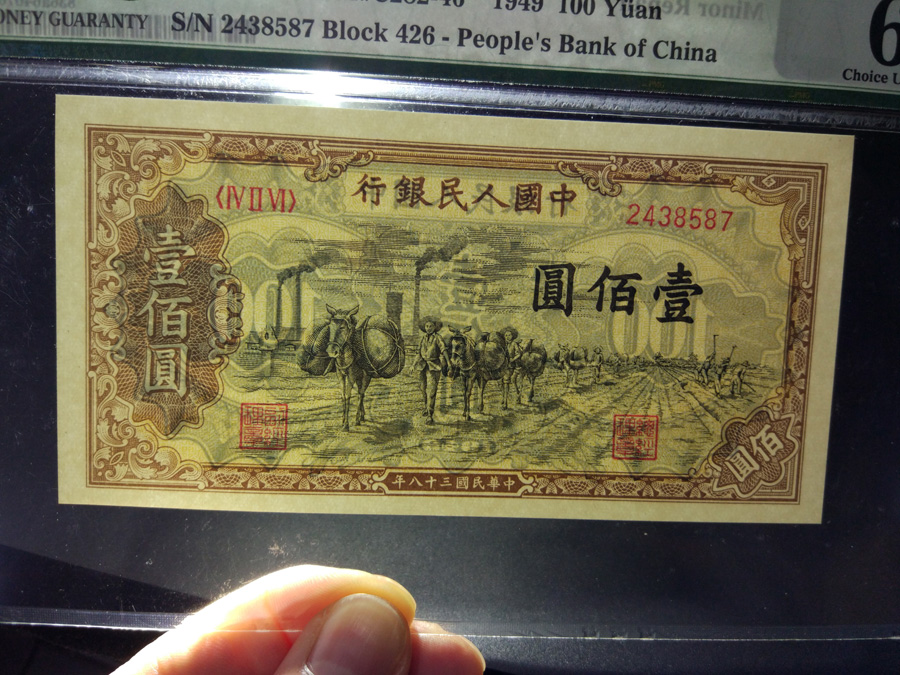 1949 100 Yüan
ONEY GUARANTY
S/N 2438587 Block 426 - People's Bank of China
Choice U
行銀民人國中
〈IV II VI〉
2438587
壹佰圓
圓佰壹
圓佰
年八十三國民華中